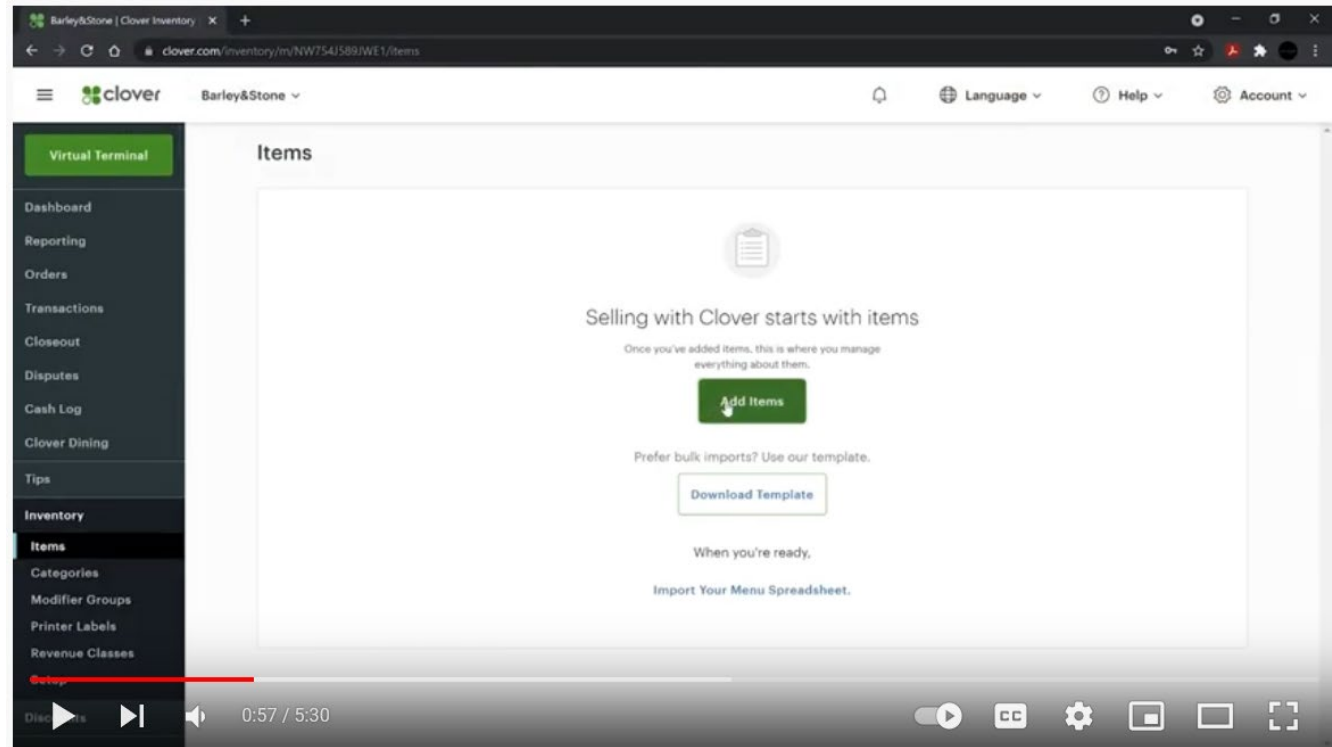 Barley&Stone | Clover Inventory
clover.com/inventory/m/NW754J589JWE1/items
clover
Barley&Stone
Language
Help
Account
Virtual Terminal
Dashboard
Reporting
Orders
Transactions
Closeout
Disputes
Cash Log
Clover Dining
Tips
Inventory
Items
Categories
Modifier Groups
Printer Labels
Revenue Classes
Setup
Discounts
Items
Selling with Clover starts with items
Once you've added items, this is where you manage
everything about them.
Add Items
Prefer bulk imports? Use our template.
Download Template
When you're ready,
Import Your Menu Spreadsheet.
0:57 / 5:30
CC